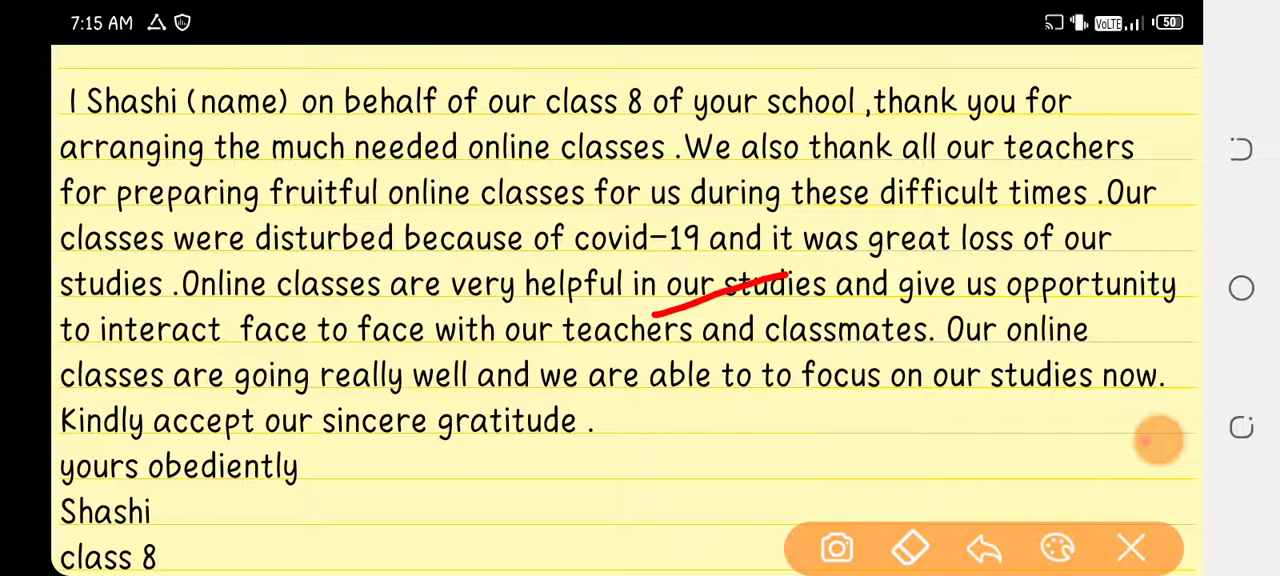 7:15 AM VoLTE 50
I Shashi (name) on behalf of our class 8 of your school ,thank you for
arranging the much needed online classes .We also thank all our teachers
for preparing fruitful online classes for us during these difficult times .Our
classes were disturbed because of covid-19 and it was great loss of our
studies .Online classes are very helpful in our studies and give us opportunity
to interact face to face with our teachers and classmates. Our online
classes are going really well and we are able to to focus on our studies now.
Kindly accept our sincere gratitude .
yours obediently
Shashi
class 8